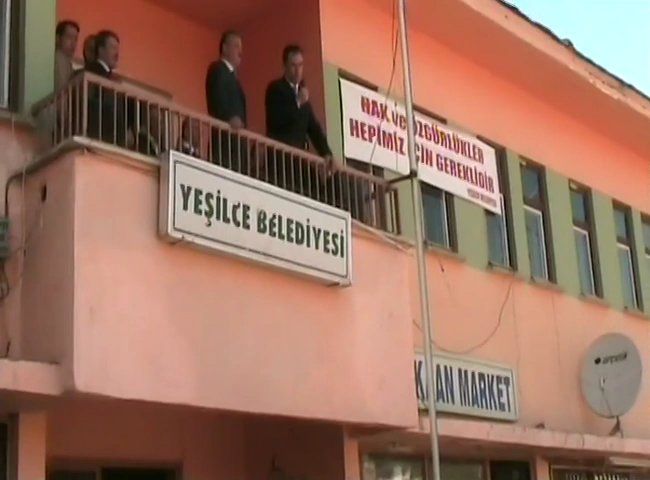 HAK VE ÖZGÜRLÜKLER
HEPİMİZ İÇİN GEREKLİDİR
YEŞİLCE BELEDİYESİ
MARKET